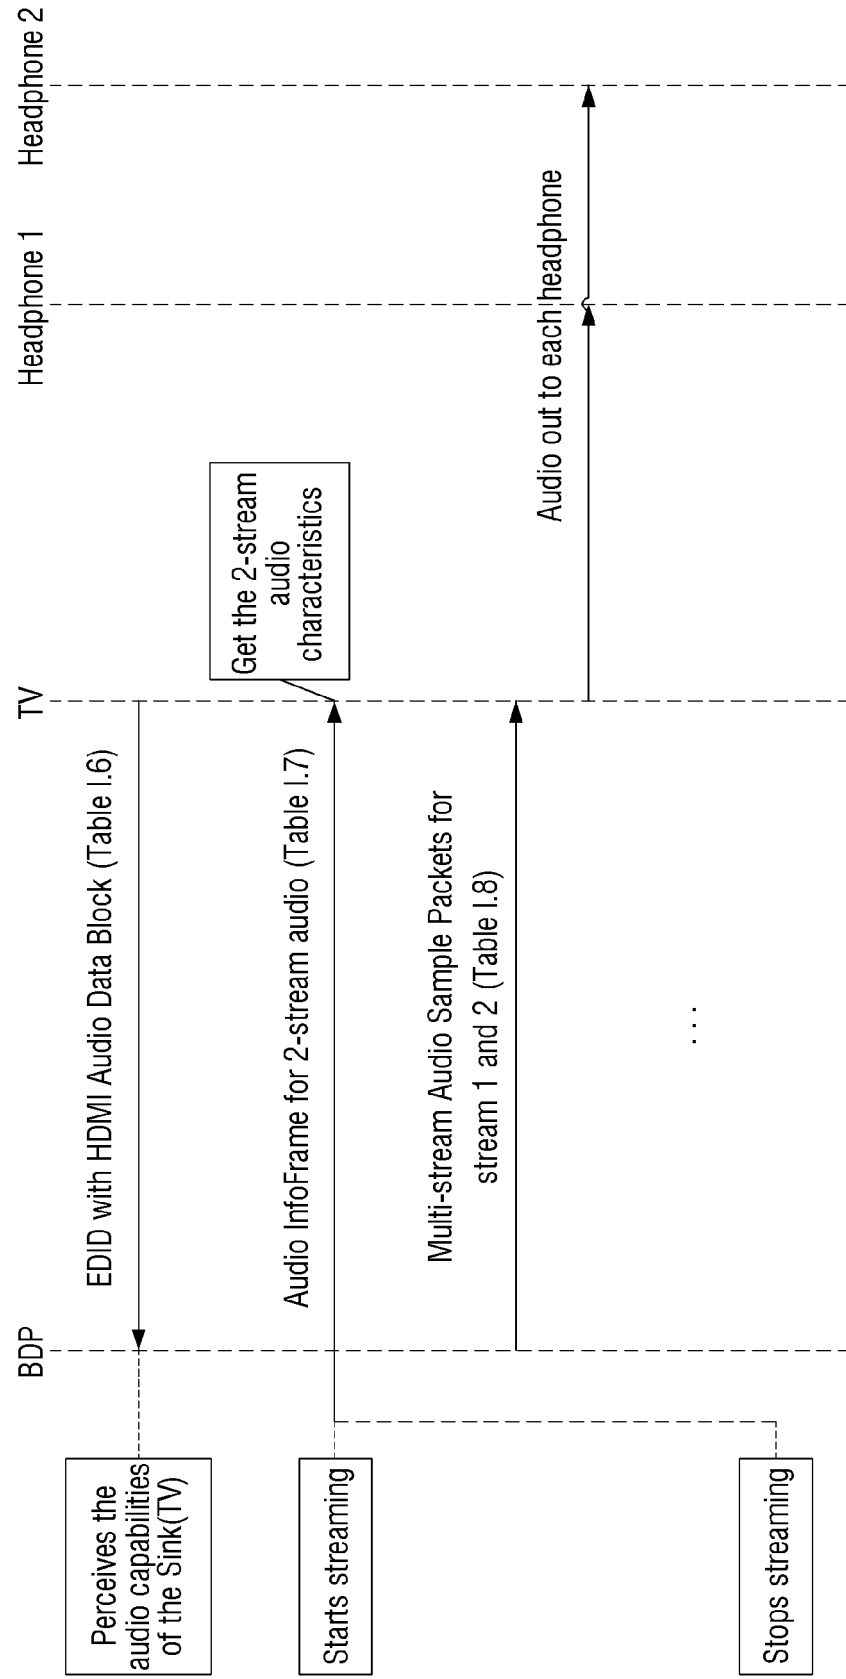 BDP
TV
Headphone 1
Headphone 2
Perceives the
audio capabilities
of the Sink(TV)
EDID with HDMI Audio Data Block (Table I.6)
Starts streaming
Audio InfoFrame for 2-stream audio (Table I.7)
Get the 2-stream
audio
characteristics
Multi-stream Audio Sample Packets for
stream 1 and 2 (Table I.8)
Audio out to each headphone
...
Stops streaming